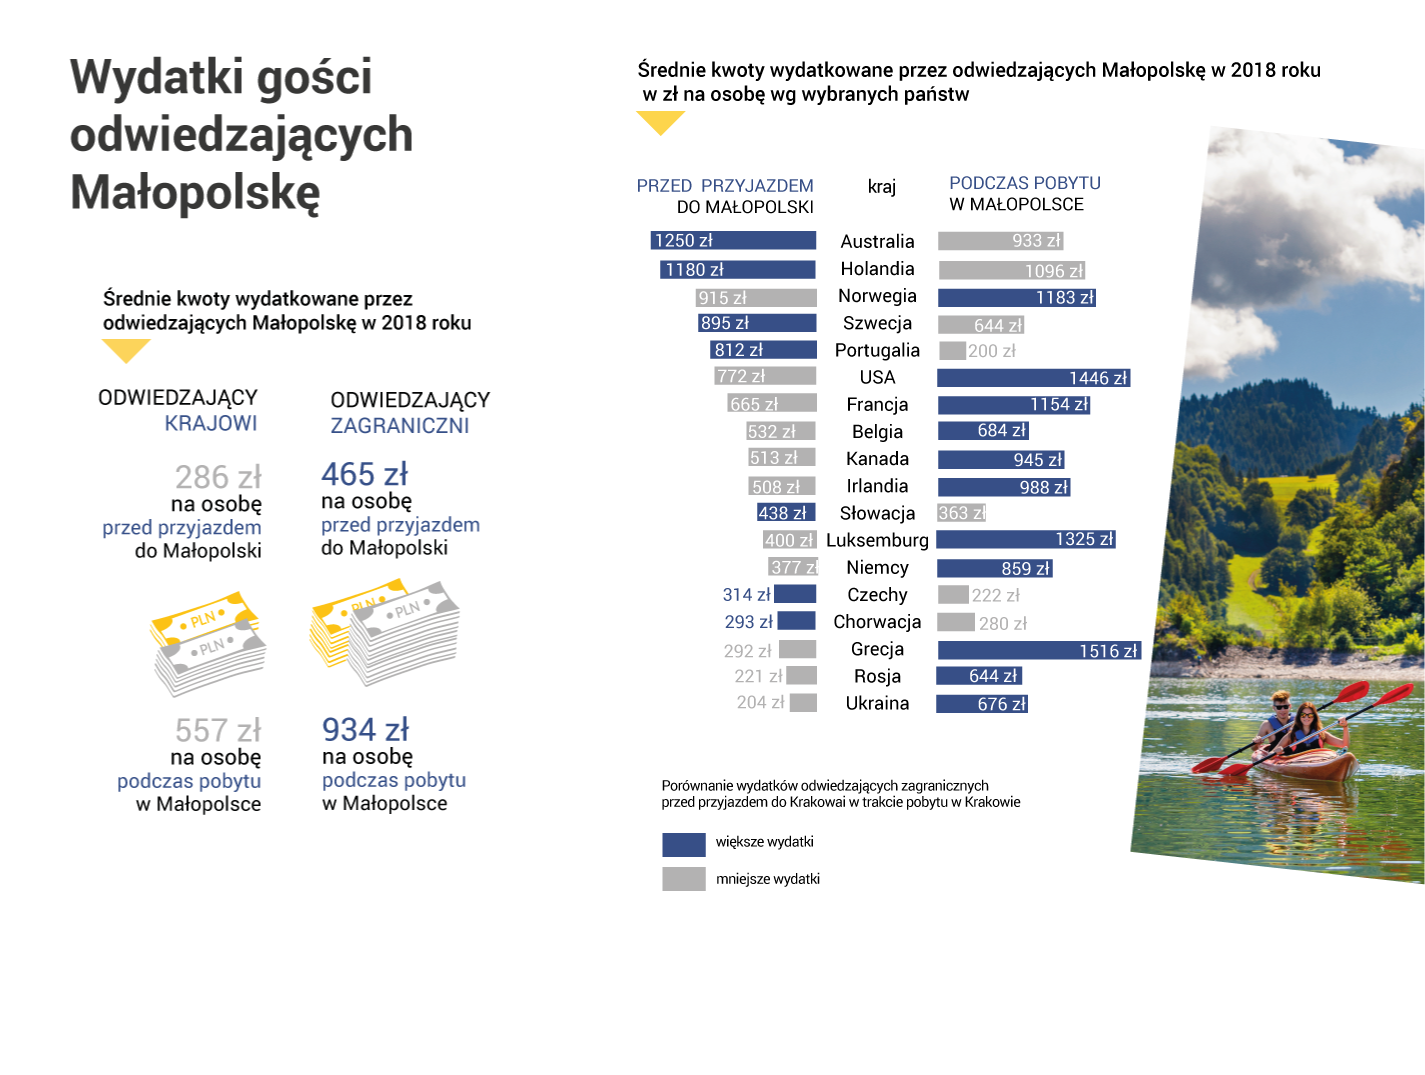 Wydatki gości
odwiedzających
Małopolskę
Średnie kwoty wydatkowane przez
odwiedzających Małopolskę w 2018 roku
ODWIEDZAJĄCY
KRAJOWI
286 zł
na osobę
przed przyjazdem
do Małopolski
PLN
PLN
557 zł
na osobę
podczas pobytu
w Małopolsce
ODWIEDZAJĄCY
ZAGRANICZNI
465 zł
na osobę
przed przyjazdem
do Małopolski
PLN
PLN
934 zł
na osobę
podczas pobytu
w Małopolsce
Średnie kwoty wydatkowane przez odwiedzających Małopolskę w 2018 roku
w zł na osobę wg wybranych państw
PRZED PRZYJAZDEM
DO MAŁOPOLSKI
kraj
PODCZAS POBYTU
W MAŁOPOLSCE
1250 zł Australia 933 zł
1180 zł Holandia 1096 zł
915 zł Norwegia 1183 zł
895 zł Szwecja 644 zł
812 zł Portugalia 200 zł
772 zł USA 1446 zł
665 zł Francja 1154 zł
532 zł Belgia 684 zł
513 zł Kanada 945 zł
508 zł Irlandia 988 zł
438 zł Słowacja 363 zł
400 zł Luksemburg 1325 zł
377 zł Niemcy 859 zł
314 zł Czechy 222 zł
293 zł Chorwacja 280 zł
292 zł Grecja 1516 zł
221 zł Rosja 644 zł
204 zł Ukraina 676 zł
Porównanie wydatków odwiedzających zagranicznych
przed przyjazdem do Krakowai w trakcie pobytu w Krakowie
większe wydatki
mniejsze wydatki